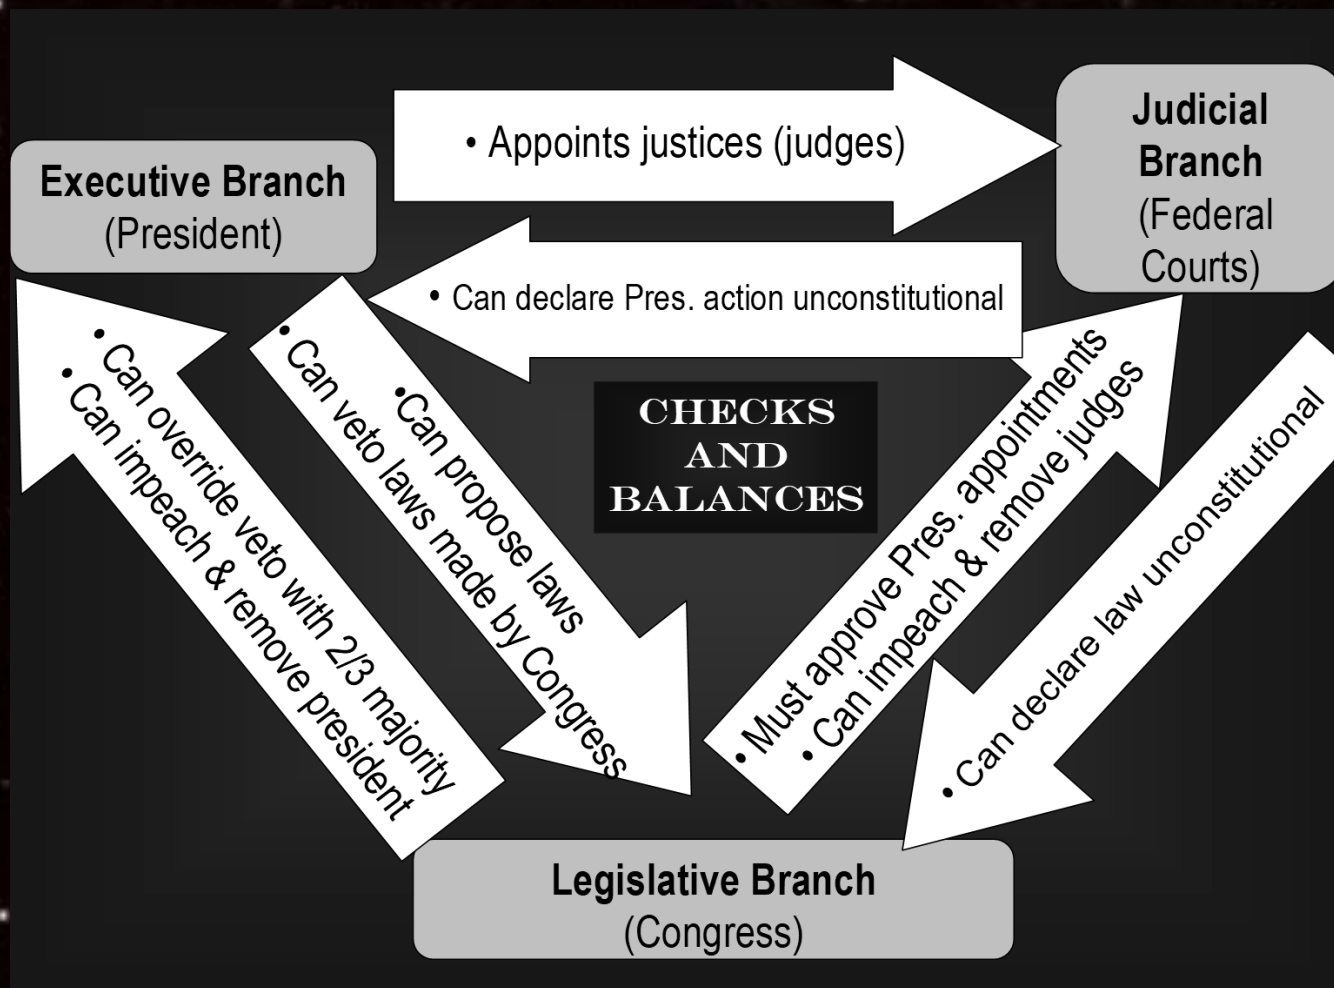 • Appoints justices (judges)
Judicial
Branch
(Federal
Courts)
Executive Branch
(President)
• Can declare Pres. action unconstitutional
CHECKS
AND
BALANCES
• Can override veto with 2/3 majority
• Can impeach & remove president
•Can propose laws
• Can veto laws made by Congress
• Must approve Pres. appointments
• Can impeach & remove judges
• Can declare law unconstitutional
Legislative Branch
(Congress)